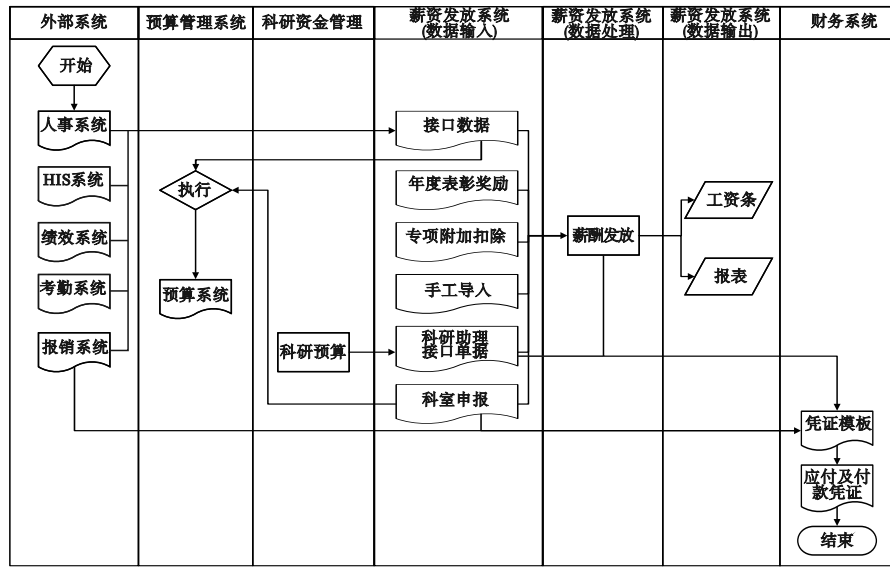 外部系统
预算管理系统
科研资金管理
薪资发放系统
(数据输入)
薪资发放系统
(数据处理)
薪资发放系统
(数据输出)
财务系统
开始
人事系统
接口数据
HIS系统
执行
年度表彰奖励
工资条
绩效系统
专项附加扣除
薪酬发放
考勤系统
预算系统
手工导入
报表
报销系统
科研预算
科研助理
接口单据
科室申报
凭证模板
应付及付
款凭证
结束